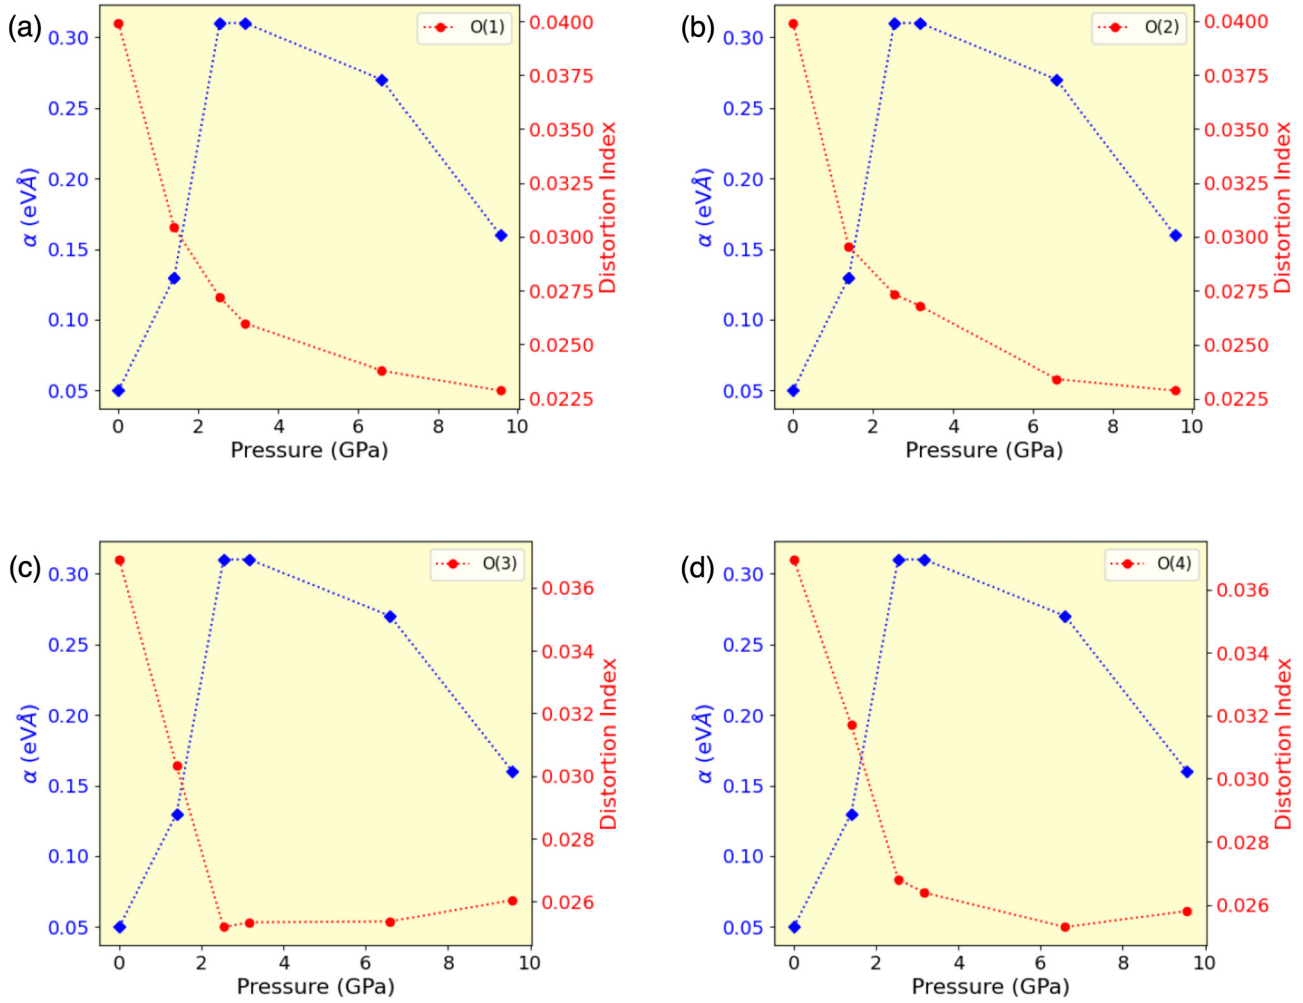 (a)
0.30
0.25
0.20
0.15
0.10
0.05
α (eVÅ)
O(1)
0.0400
0.0375
0.0350
0.0325
0.0300
0.0275
0.0250
0.0225
Distortion Index
0 2 4 6 8 10
Pressure (GPa)
(b)
0.30
0.25
0.20
0.15
0.10
0.05
α (eVÅ)
O(2)
0.0400
0.0375
0.0350
0.0325
0.0300
0.0275
0.0250
0.0225
Distortion Index
0 2 4 6 8 10
Pressure (GPa)
(c)
0.30
0.25
0.20
0.15
0.10
0.05
α (eVÅ)
O(3)
0.036
0.034
0.032
0.030
0.028
0.026
Distortion Index
0 2 4 6 8 10
Pressure (GPa)
(d)
0.30
0.25
0.20
0.15
0.10
0.05
α (eVÅ)
O(4)
0.036
0.034
0.032
0.030
0.028
0.026
Distortion Index
0 2 4 6 8 10
Pressure (GPa)